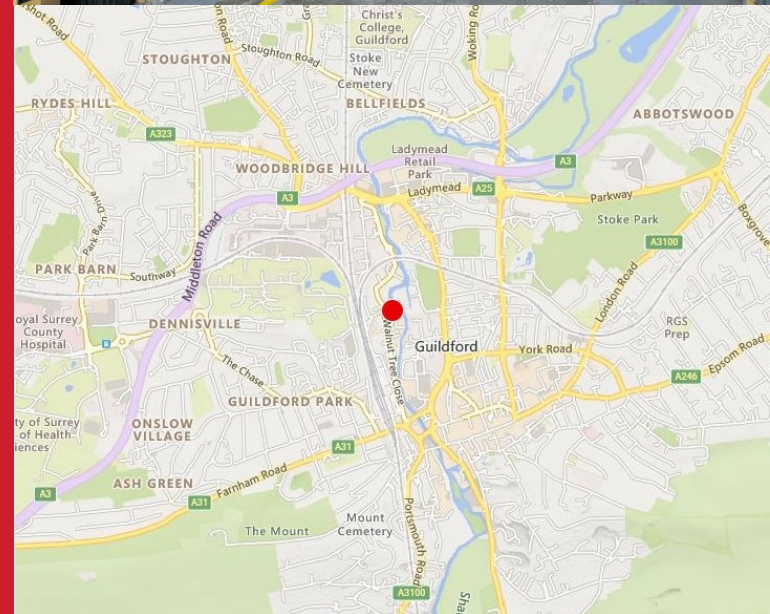 Christ's
College,
Guildford
Woking Ro
shot Road
STOUGHTON
Stoughton Road
Stoke
New
Cemetery
RYDES HILL
BELLFIELDS
ABBOTSWOOD
A323
Ladymead
Retail
Park
A3
WOODBRIDGE HILL
Ladymead
A25
Parkway
A3
Park Barn Drive
Middleton Road
Stoke Park
Boxgrove
A3100
PARK BARN
Southway
London Road
oyal Surrey
County
Hospital
DENNISVILLE
Walnut Tree Close
Guildford
York Road
RGS
Prep
Epsom Road
The Chase
A246
GUILDFORD PARK
ty of Surrey
of Health
iences
ONSLOW
VILLAGE
A31
ASH GREEN
Farnham Road
A3
A31
The Mount
Mount
Cemetery
Portsmouth Road
A3100
Sha